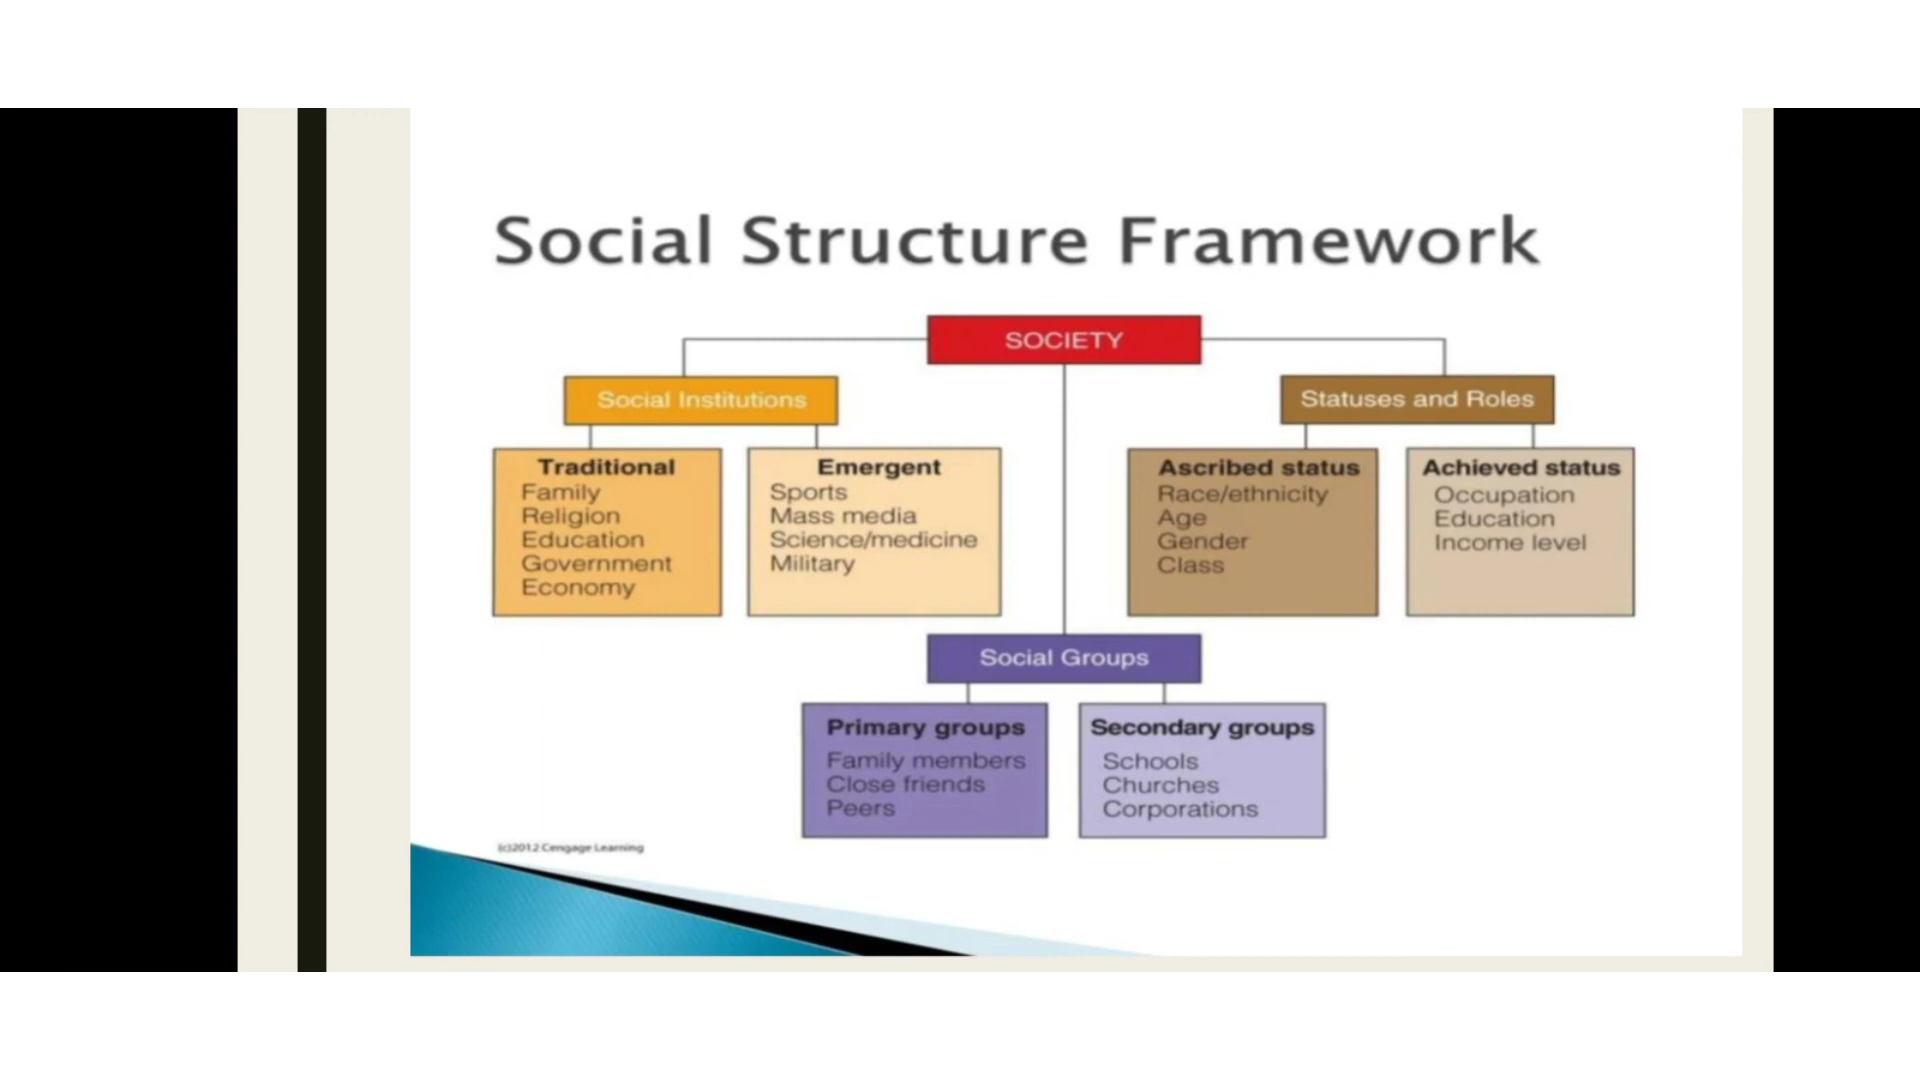 Social Structure Framework
SOCIETY
Social Institutions
Statuses and Roles
Traditional
Family
Religion
Education
Government
Economy
Emergent
Sports
Mass media
Science/medicine
Military
Ascribed status
Race/ethnicity
Age
Gender
Class
Achieved status
Occupation
Education
Income level
Social Groups
Primary groups
Family members
Close friends
Peers
Secondary groups
Schools
Churches
Corporations
(c)2012 Cengage Learning